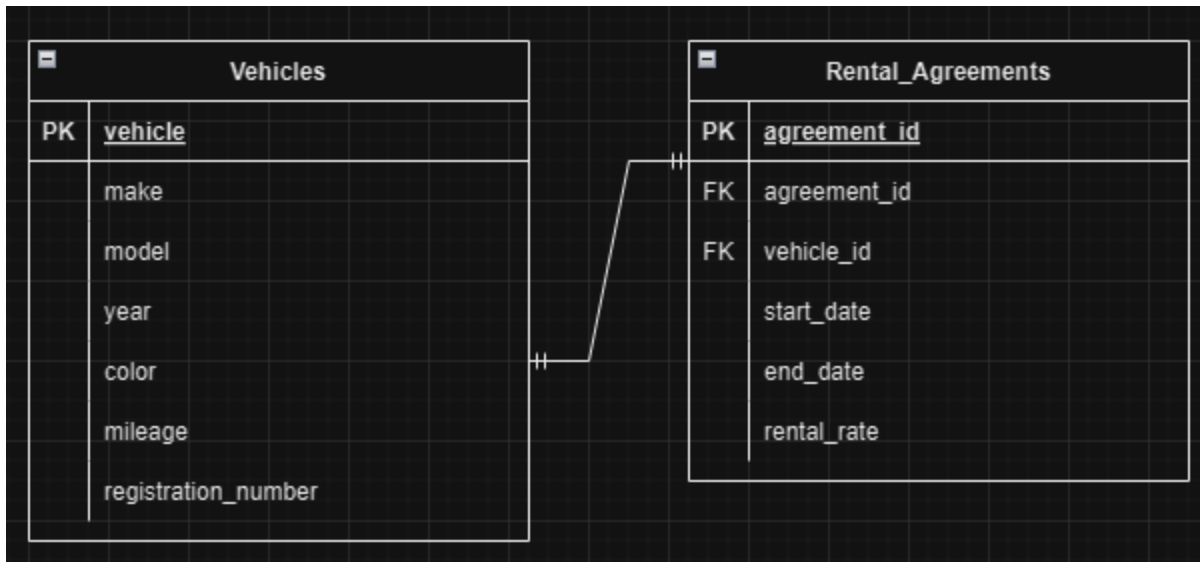 Vehicles
PK vehicle
make
model
year
color
mileage
registration_number
Rental_Agreements
PK agreement_id
FK agreement_id
FK vehicle_id
start_date
end_date
rental_rate